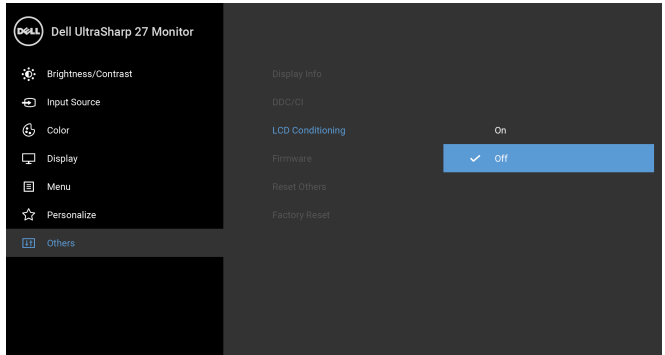 DELL Dell UltraSharp 27 Monitor
Brightness/Contrast
Input Source
Color
Display
Menu
Personalize
Others
Display Info
DDC/CI
LCD Conditioning
Firmware
Reset Others
Factory Reset
On
Off